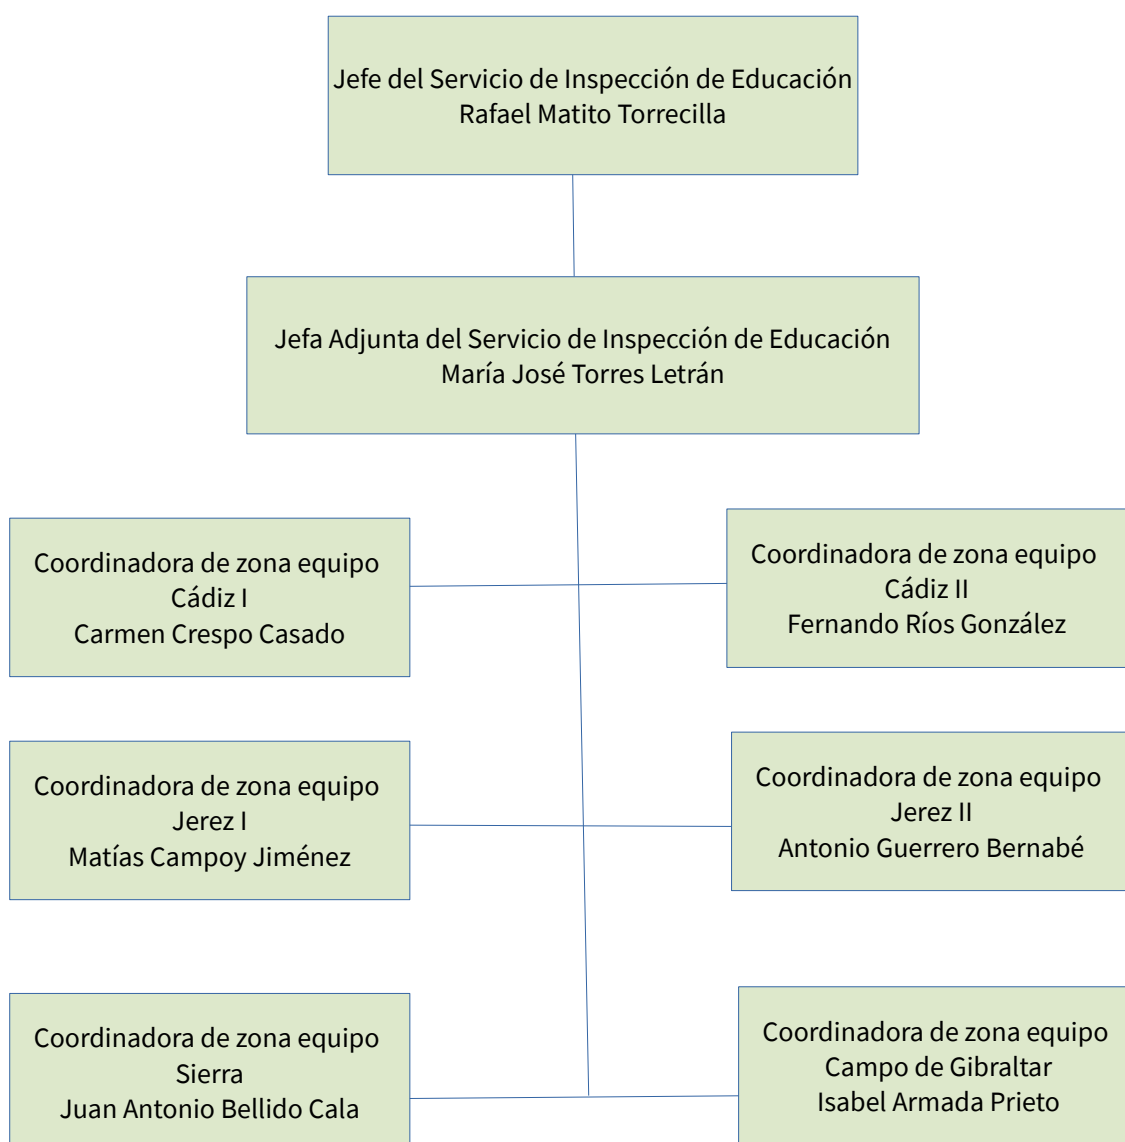 Jefe del Servicio de Inspección de Educación
Rafael Matito Torrecilla
Jefa Adjunta del Servicio de Inspección de Educación
María José Torres Letrán
Coordinadora de zona equipo
Cádiz I
Carmen Crespo Casado
Coordinadora de zona equipo
Cádiz II
Fernando Ríos González
Coordinadora de zona equipo
Jerez I
Matías Campoy Jiménez
Coordinadora de zona equipo
Jerez II
Antonio Guerrero Bernabé
Coordinadora de zona equipo
Sierra
Juan Antonio Bellido Cala
Coordinadora de zona equipo
Campo de Gibraltar
Isabel Armada Prieto